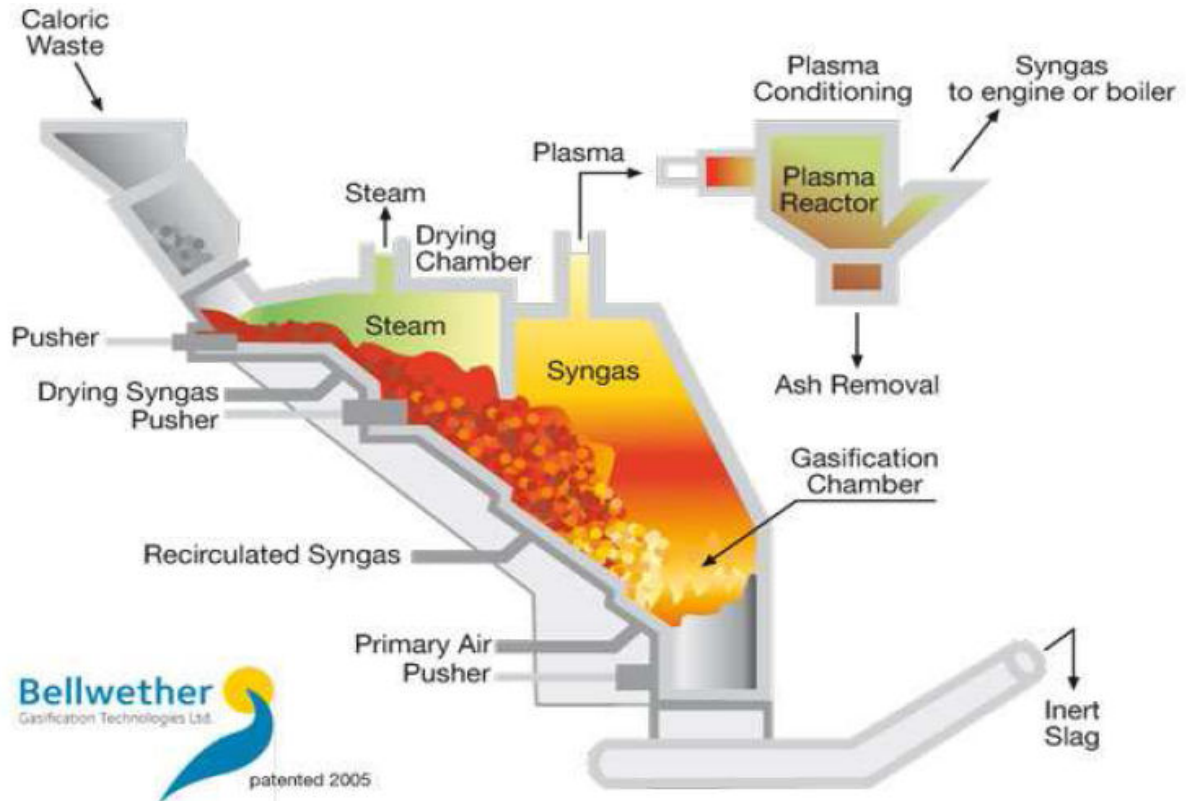 Caloric
Waste
Plasma
Conditioning
Syngas
to engine or boiler
Plasma
Steam
Plasma
Reactor
Drying
Chamber
Steam
Pusher
Syngas
Ash Removal
Drying Syngas
Pusher
Gasification
Chamber
Recirculated Syngas
Primary Air
Pusher
Bellwether
Gasification Technologies Ltd.
patented 2005
Inert
Slag